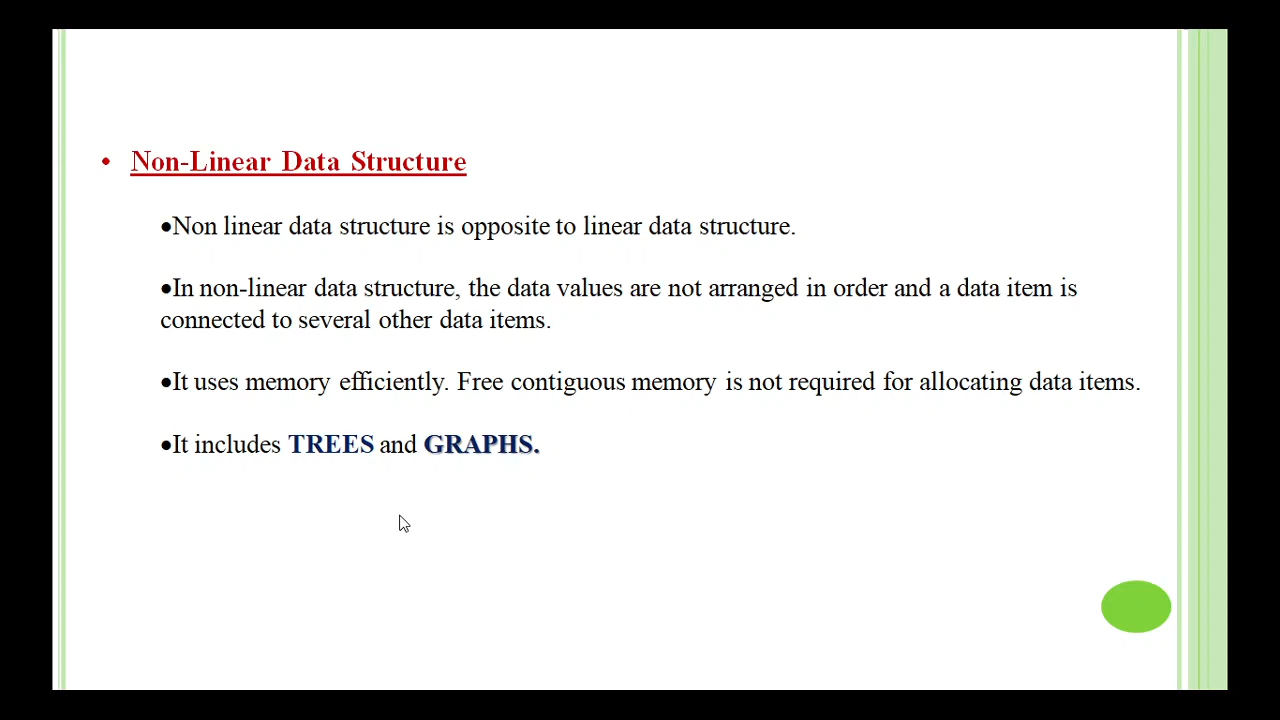 • Non-Linear Data Structure
•Non linear data structure is opposite to linear data structure.
•In non-linear data structure, the data values are not arranged in order and a data item is
connected to several other data items.
•It uses memory efficiently. Free contiguous memory is not required for allocating data items.
•It includes TREES and GRAPHS.